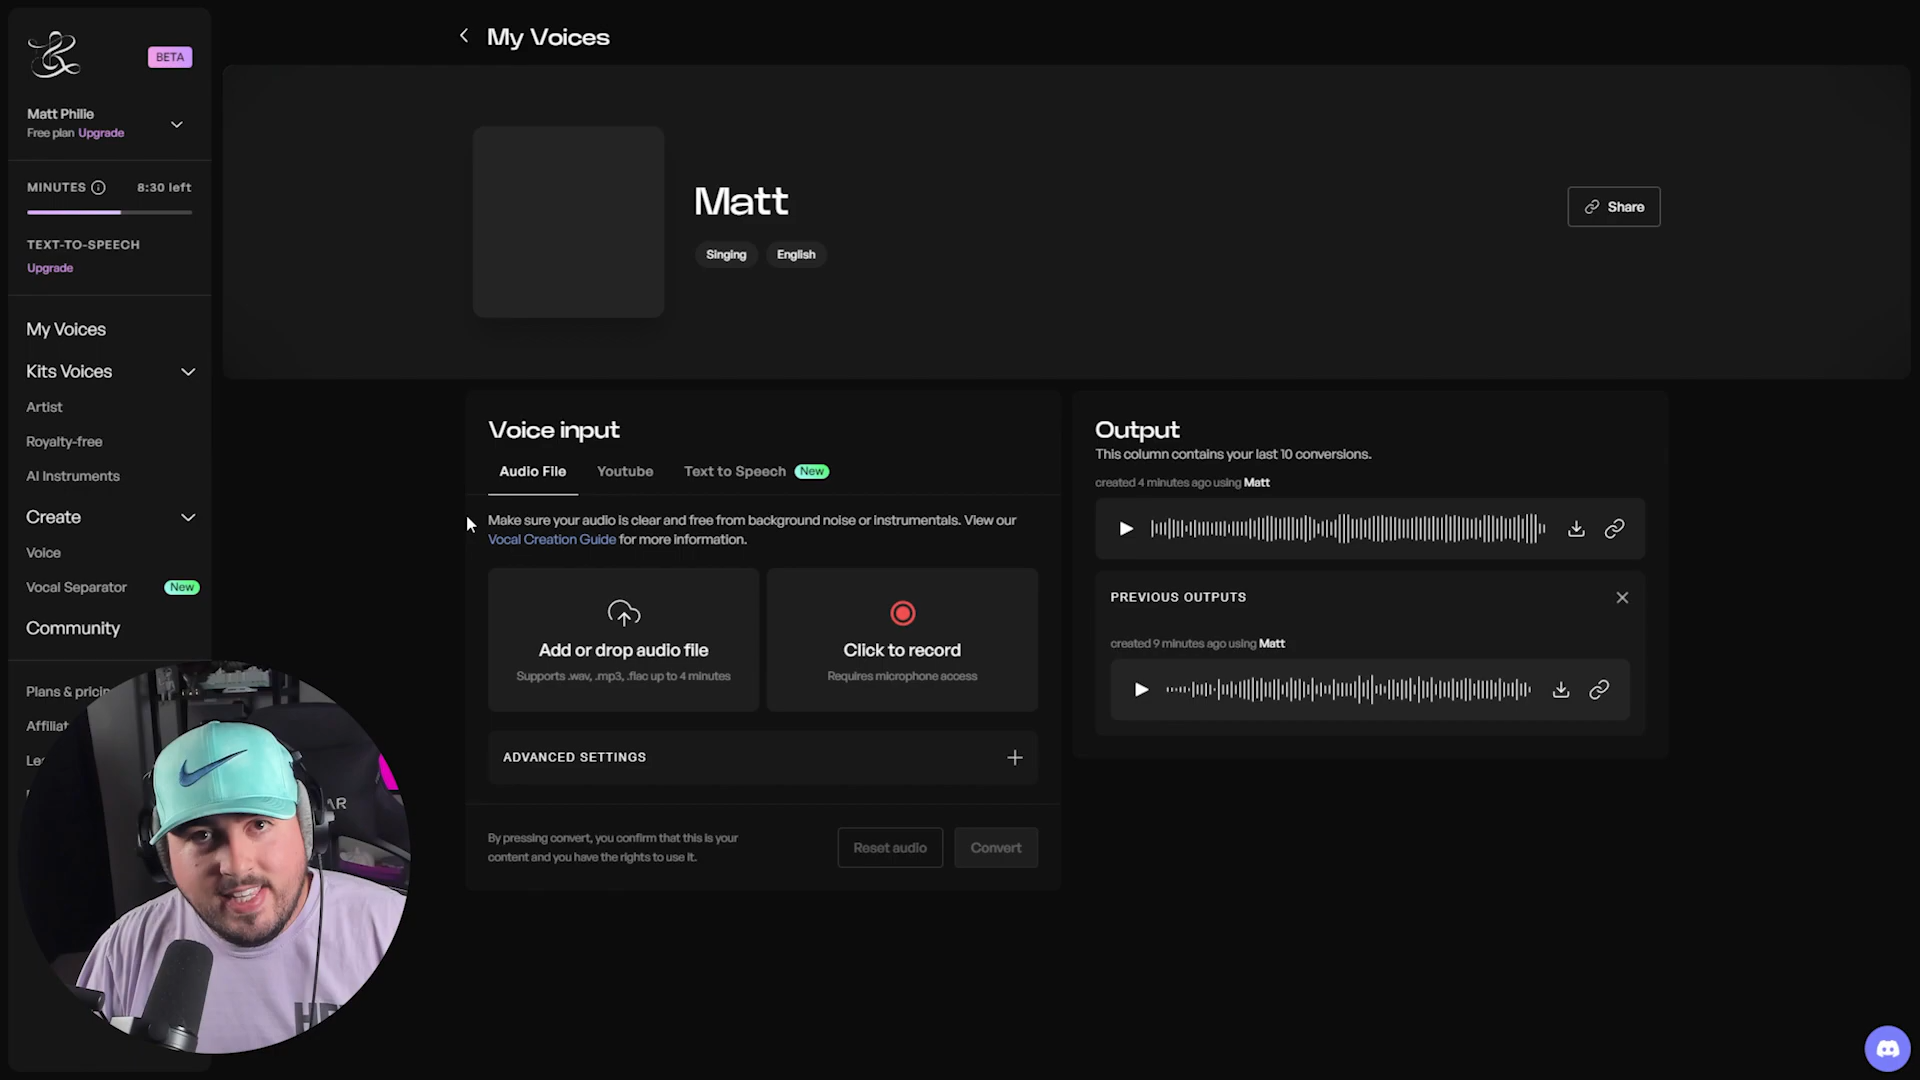 BETA
Matt Philie
Free plan Upgrade
MINUTES 8:30 left
TEXT-TO-SPEECH
Upgrade
My Voices
Kits Voices
Artist
Royalty-free
AI Instruments
Create
Voice
Vocal Separator New
Community
Plans & pricin
Affiliat
My Voices
Matt
Singing English
Share
Voice input
Audio File Youtube Text to Speech New
Make sure your audio is clear and free from background noise or instrumentals. View our
Vocal Creation Guide for more information.
Add or drop audio file
Supports .wav, .mp3, .flac up to 4 minutes
Click to record
Requires microphone access
ADVANCED SETTINGS
By pressing convert, you confirm that this is your
content and you have the rights to use it.
Reset audio Convert
Output
This column contains your last 10 conversions.
created 4 minutes ago using Matt
PREVIOUS OUTPUTS
created 9 minutes ago using Matt